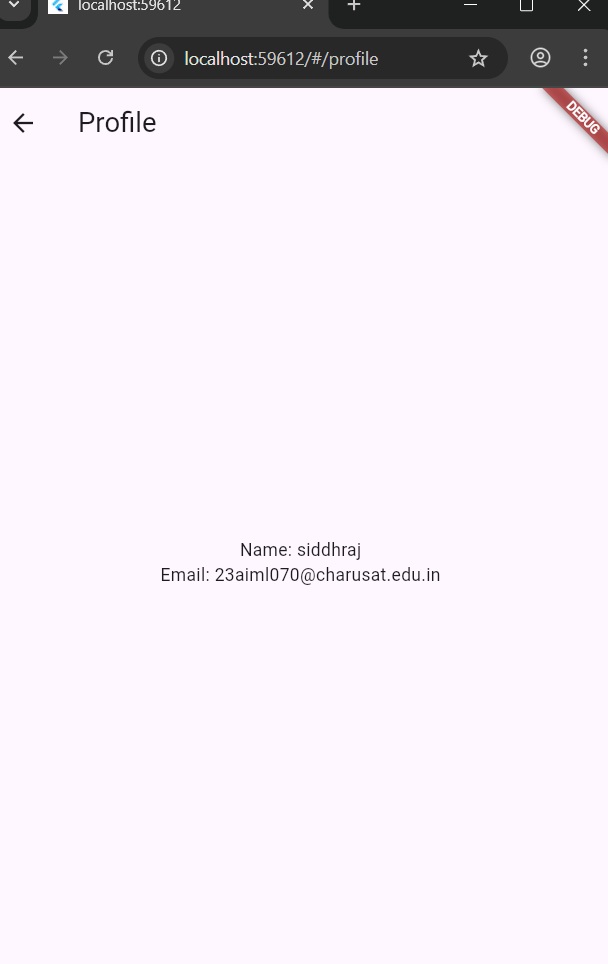 localhost:59612
localhost:59612/#/profile
Profile
DEBUG
Name: siddhraj
Email: 23aiml070@charusat.edu.in